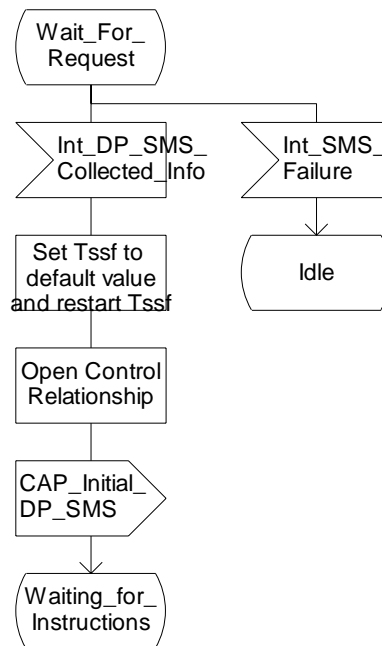 Wait_For_
Request
Int_DP_SMS_
Collected_Info
Int_SMS_
Failure
Set Tssf to
default value
and restart Tssf
Idle
Open Control
Relationship
CAP_Initial_
DP_SMS
Waiting_for_
Instructions